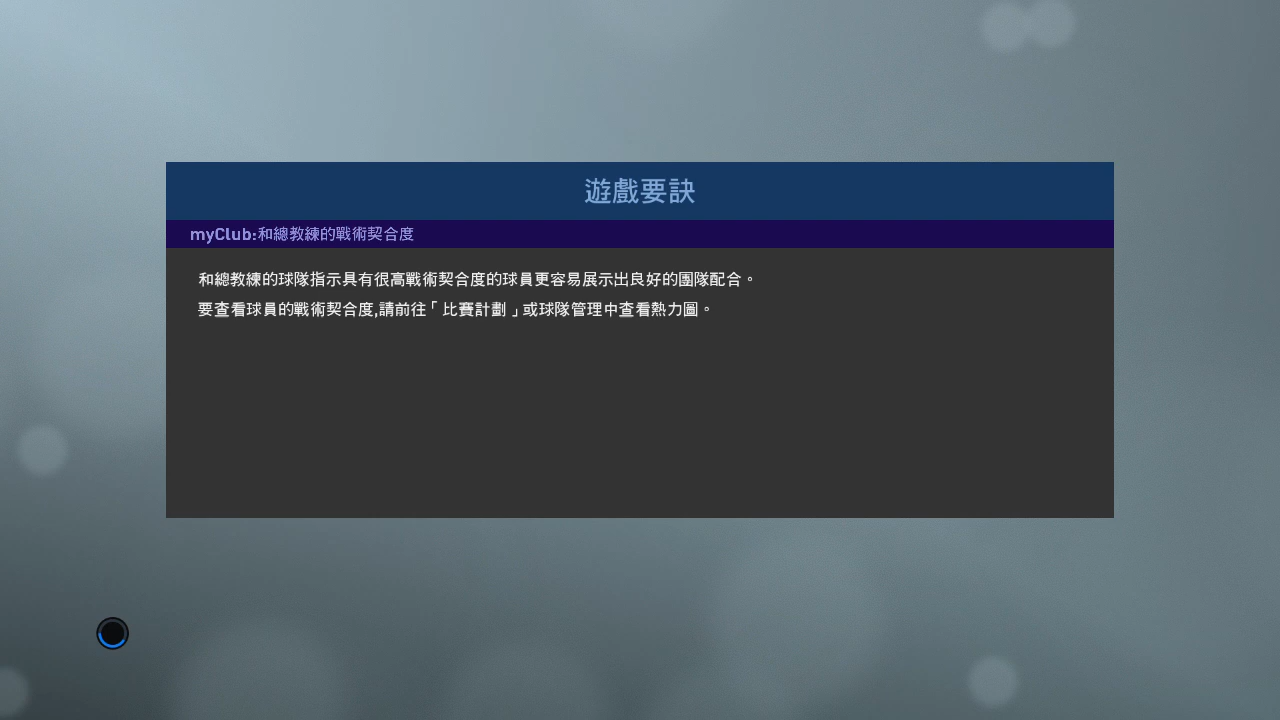 遊戲要訣
myClub:和總教練的戰術契合度
和總教練的球隊指示具有很高戰術契合度的球員更容易展示出良好的團隊配合。
要查看球員的戰術契合度,請前往「比賽計劃」或球隊管理中查看熱力圖。